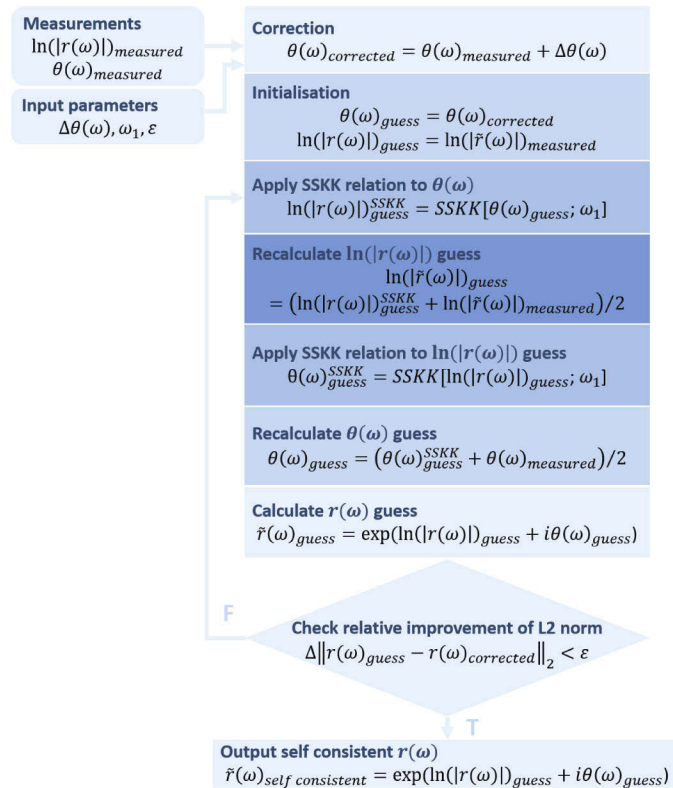 Measurements
ln(|r(ω)|)_measured
θ(ω)_measured
Input parameters
Δθ(ω), ω₁, ε
Correction
θ(ω)_corrected = θ(ω)_measured + Δθ(ω)
Initialisation
θ(ω)_guess = θ(ω)_corrected
ln(|r(ω)|)_guess = ln(|r̃(ω)|)_measured
Apply SSKK relation to θ(ω)
ln(|r(ω)|)_guess^SSKK = SSKK[θ(ω)_guess; ω₁]
Recalculate ln(|r(ω)|) guess
ln(|r̃(ω)|)_guess
= (ln(|r(ω)|)_guess^SSKK + ln(|r̃(ω)|)_measured)/2
Apply SSKK relation to ln(|r(ω)|) guess
θ(ω)_guess^SSKK = SSKK[ln(|r(ω)|)_guess; ω₁]
Recalculate θ(ω) guess
θ(ω)_guess = (θ(ω)_guess^SSKK + θ(ω)_measured)/2
Calculate r(ω) guess
r̃(ω)_guess = exp(ln(|r(ω)|)_guess + iθ(ω)_guess)
F
Check relative improvement of L2 norm
Δ‖r(ω)_guess − r(ω)_corrected‖₂ < ε
T
Output self consistent r(ω)
r̃(ω)_self consistent = exp(ln(|r(ω)|)_guess + iθ(ω)_guess)